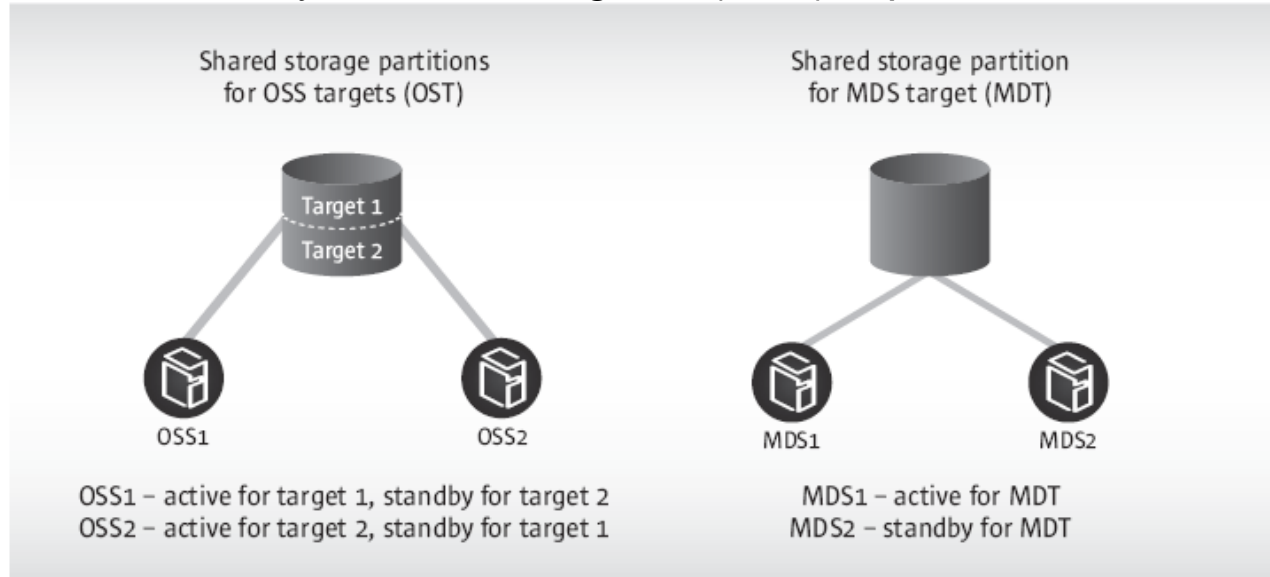 Shared storage partitions
for OSS targets (OST)
Target 1
Target 2
OSS1
OSS2
OSS1 – active for target 1, standby for target 2
OSS2 – active for target 2, standby for target 1
Shared storage partition
for MDS target (MDT)
MDS1
MDS2
MDS1 – active for MDT
MDS2 – standby for MDT